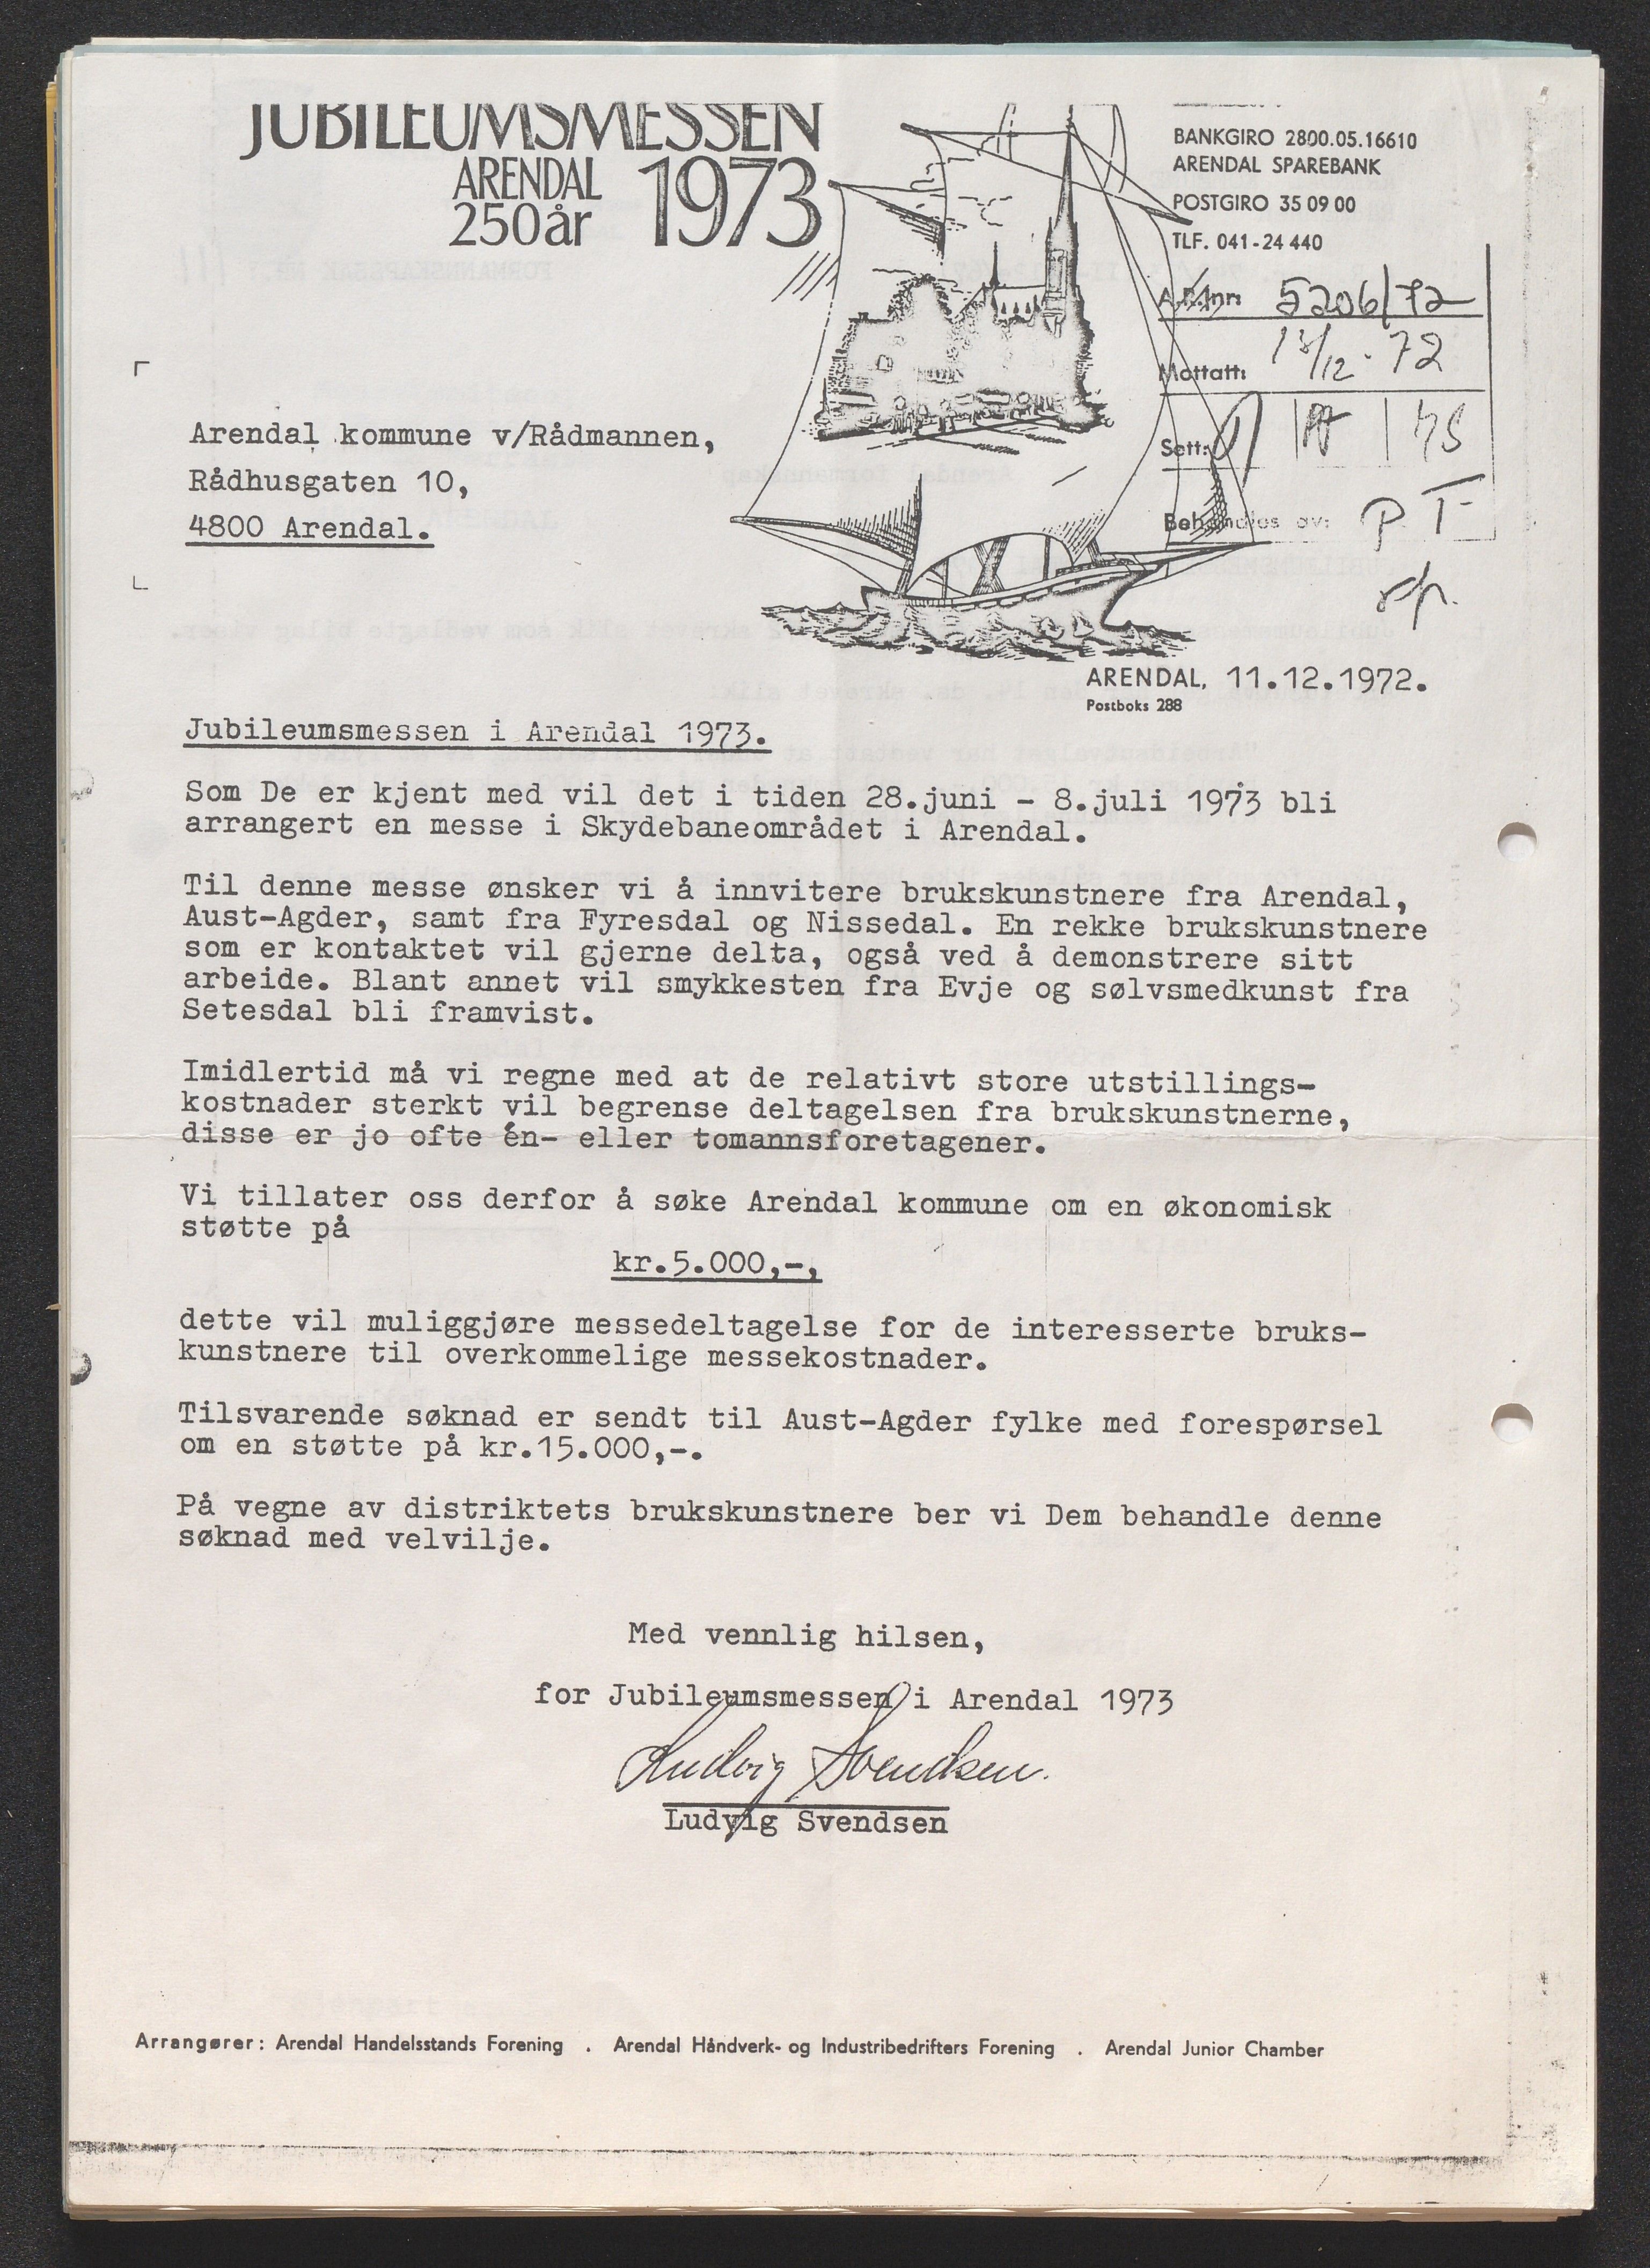 JUBILEUMSMESSEN
ARENDAL
250 år 1973
BANKGIRO 2800.05.16610
ARENDAL SPAREBANK
POSTGIRO 35 09 00
TLF. 041-24 440
5206/72
Mottatt: 13/12-72
Sett:
Behandles av: P. T
Arendal kommune v/Rådmannen,
Rådhusgaten 10,
4800 Arendal.
ARENDAL, 11.12.1972.
Postboks 288
Jubileumsmessen i Arendal 1973.
Som De er kjent med vil det i tiden 28.juni - 8.juli 1973 bli
arrangert en messe i Skydebaneområdet i Arendal.
Til denne messe ønsker vi å innvitere brukskunstnere fra Arendal,
Aust-Agder, samt fra Fyresdal og Nissedal. En rekke brukskunstnere
som er kontaktet vil gjerne delta, også ved å demonstrere sitt
arbeide. Blant annet vil smykkesten fra Evje og sølvsmedkunst fra
Setesdal bli framvist.
Imidlertid må vi regne med at de relativt store utstillings-
kostnader sterkt vil begrense deltagelsen fra brukskunstnerne,
disse er jo ofte én- eller tomannsforetagener.
Vi tillater oss derfor å søke Arendal kommune om en økonomisk
støtte på
kr.5.000,-,
dette vil muliggjøre messedeltagelse for de interesserte bruks-
kunstnere til overkommelige messekostnader.
Tilsvarende søknad er sendt til Aust-Agder fylke med forespørsel
om en støtte på kr.15.000,-.
På vegne av distriktets brukskunstnere ber vi Dem behandle denne
søknad med velvilje.
Med vennlig hilsen,
for Jubileumsmessen i Arendal 1973
Ludvig Svendsen.
Ludvig Svendsen
Arrangører: Arendal Handelsstands Forening . Arendal Håndverk- og Industribedrifters Forening . Arendal Junior Chamber